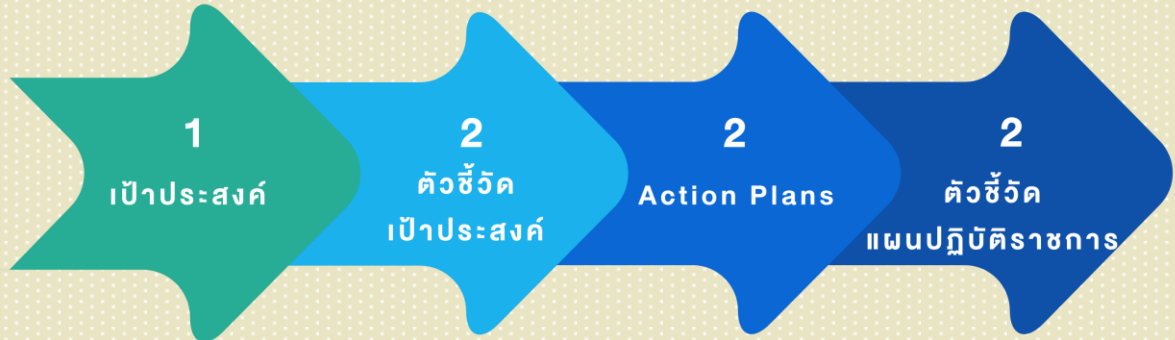 1
เป้าประสงค์
2
ตัวชี้วัด
เป้าประสงค์
2
Action Plans
2
ตัวชี้วัด
แผนปฏิบัติราชการ